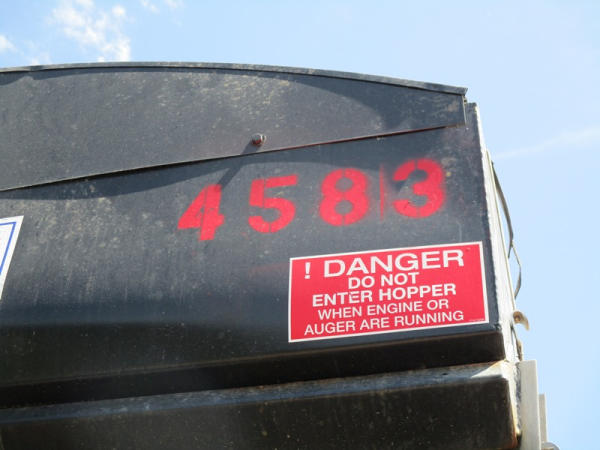 4583
! DANGER
DO NOT
ENTER HOPPER
WHEN ENGINE OR
AUGER ARE RUNNING